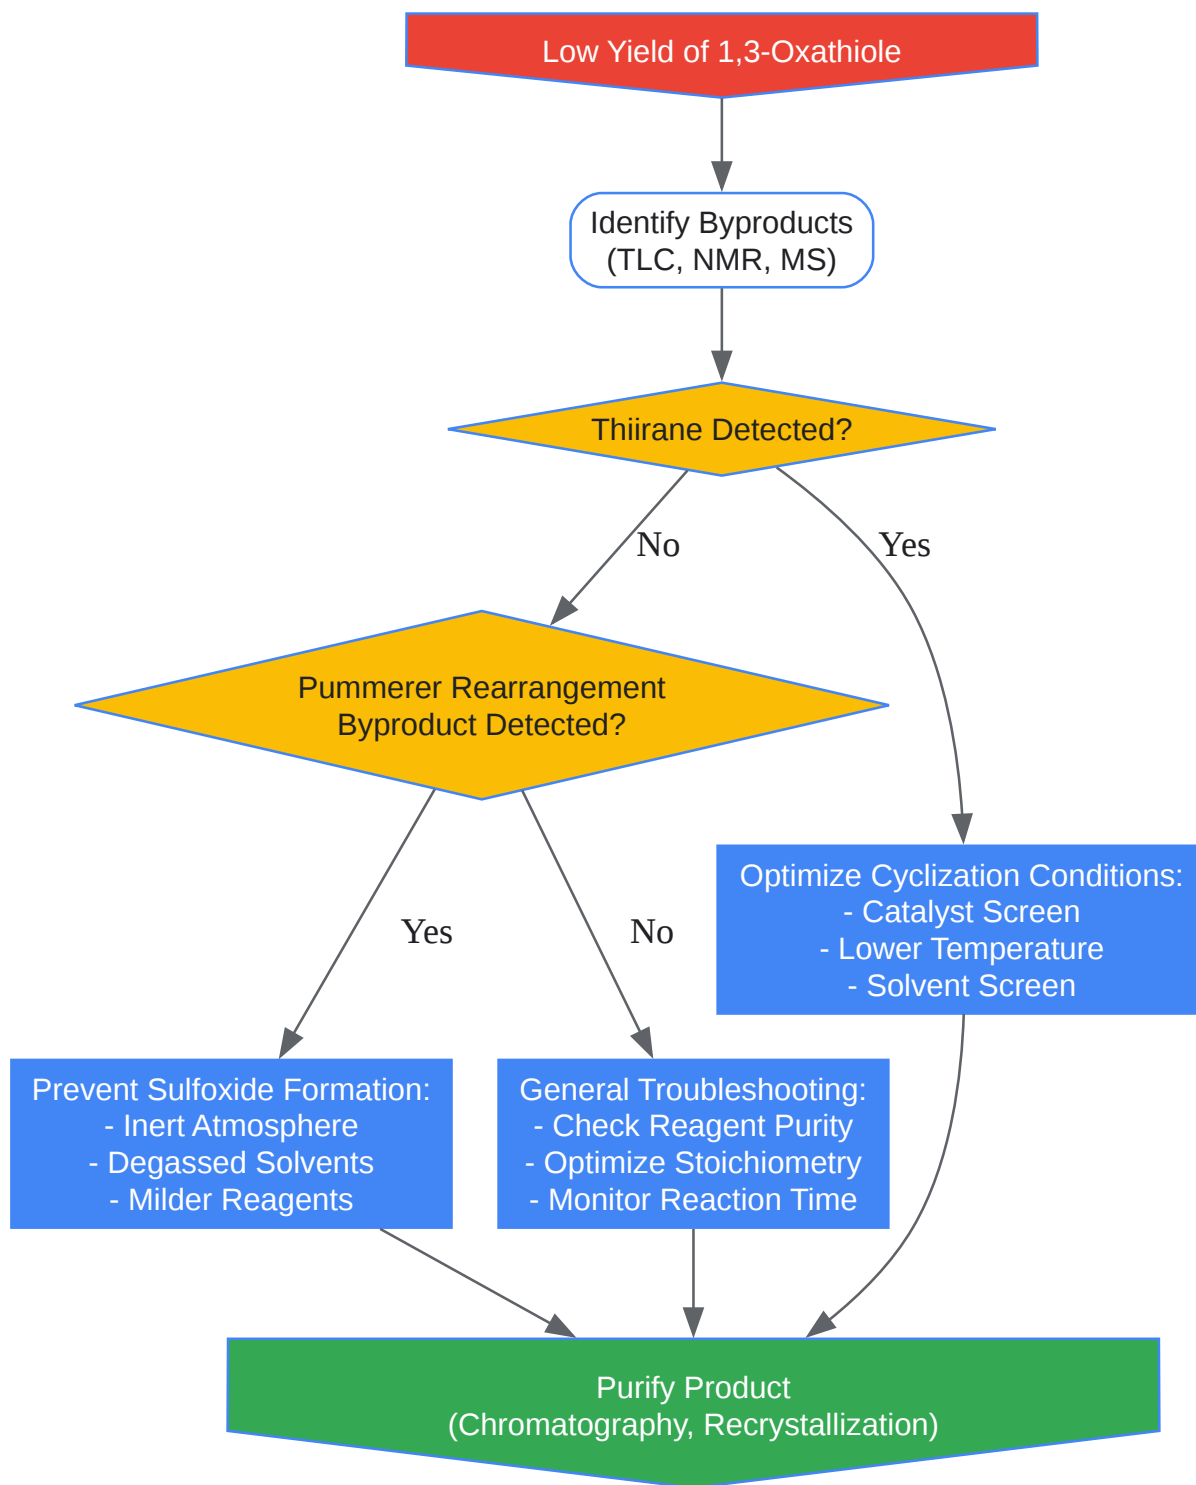 Low Yield of 1,3-Oxathiole
Identify Byproducts
(TLC, NMR, MS)
Thiirane Detected?
No
Yes
Pummerer Rearrangement
Byproduct Detected?
Optimize Cyclization Conditions:
- Catalyst Screen
- Lower Temperature
- Solvent Screen
Yes
No
Prevent Sulfoxide Formation:
- Inert Atmosphere
- Degassed Solvents
- Milder Reagents
General Troubleshooting:
- Check Reagent Purity
- Optimize Stoichiometry
- Monitor Reaction Time
Purify Product
(Chromatography, Recrystallization)